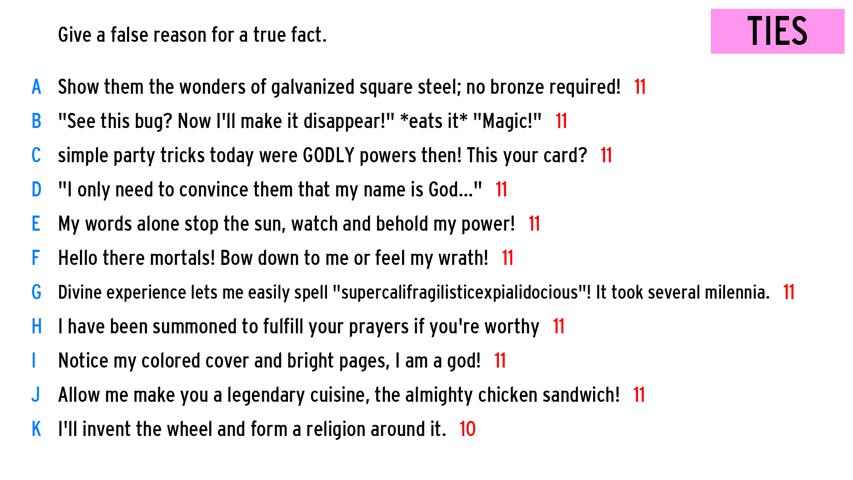 Give a false reason for a true fact.
TIES
A Show them the wonders of galvanized square steel; no bronze required! 11
B "See this bug? Now I'll make it disappear!" *eats it* "Magic!" 11
C simple party tricks today were GODLY powers then! This your card? 11
D "I only need to convince them that my name is God..." 11
E My words alone stop the sun, watch and behold my power! 11
F Hello there mortals! Bow down to me or feel my wrath! 11
G Divine experience lets me easily spell "supercalifragilisticexpialidocious"! It took several milennia. 11
H I have been summoned to fulfill your prayers if you're worthy 11
I Notice my colored cover and bright pages, I am a god! 11
J Allow me make you a legendary cuisine, the almighty chicken sandwich! 11
K I'll invent the wheel and form a religion around it. 10